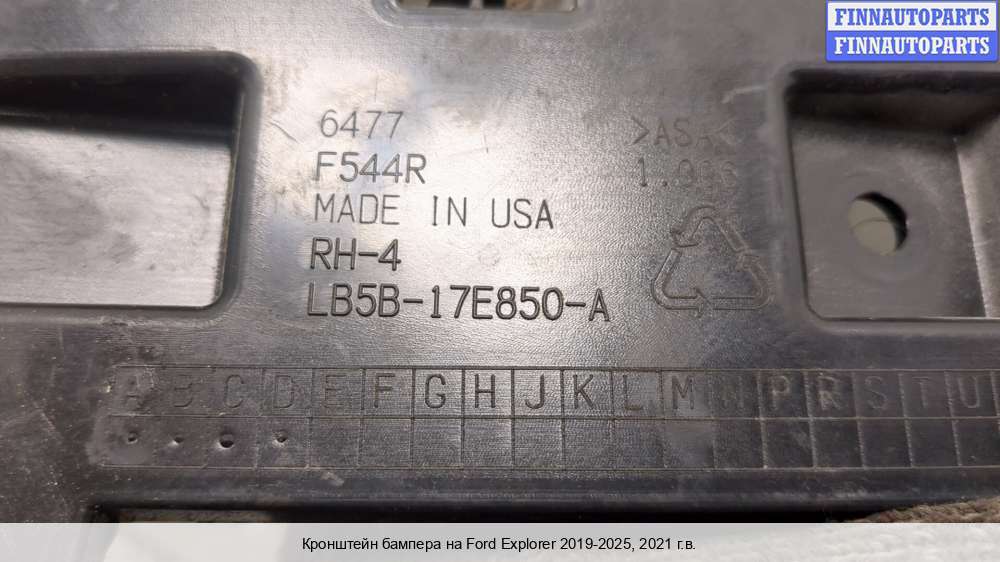 FINNAUTOPARTS
FINNAUTOPARTS
6477
F544R
MADE IN USA
RH-4
LB5B-17E850-A
A B C D E F G H J K L M N P R S T U
Кронштейн бампера на Ford Explorer 2019-2025, 2021 г.в.